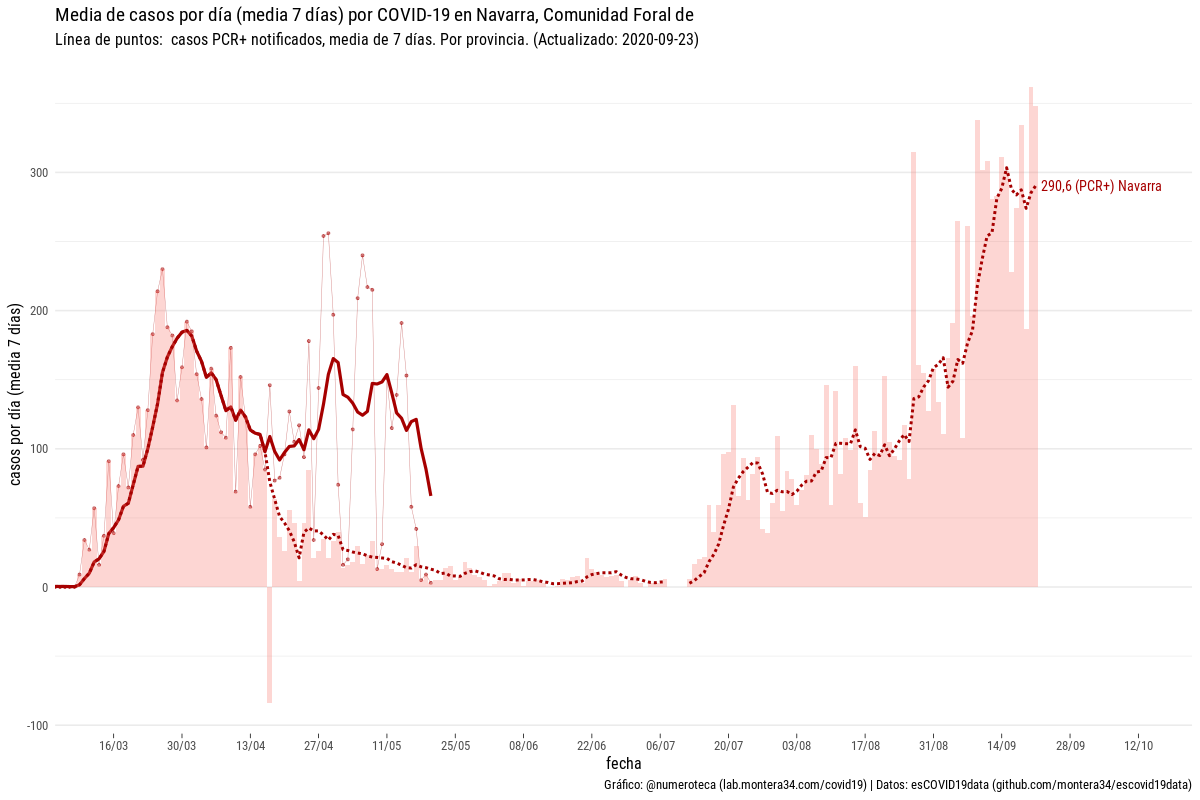 Media de casos por día (media 7 días) por COVID-19 en Navarra, Comunidad Foral de
Línea de puntos:  casos PCR+ notificados, media de 7 días. Por provincia. (Actualizado: 2020-09-23)
casos por día (media 7 días)
300
200
100
0
-100
290,6 (PCR+) Navarra
16/03 30/03 13/04 27/04 11/05 25/05 08/06 22/06 06/07 20/07 03/08 17/08 31/08 14/09 28/09 12/10
fecha
Gráfico: @numeroteca (lab.montera34.com/covid19) | Datos: esCOVID19data (github.com/montera34/escovid19data)